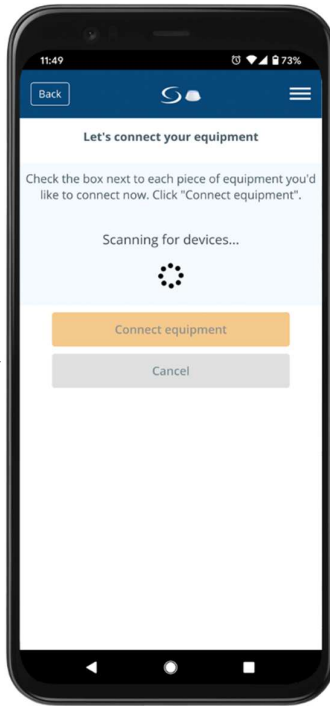 11:49
73%
Back
Let's connect your equipment
Check the box next to each piece of equipment you'd
like to connect now. Click "Connect equipment".
Scanning for devices...
Connect equipment
Cancel